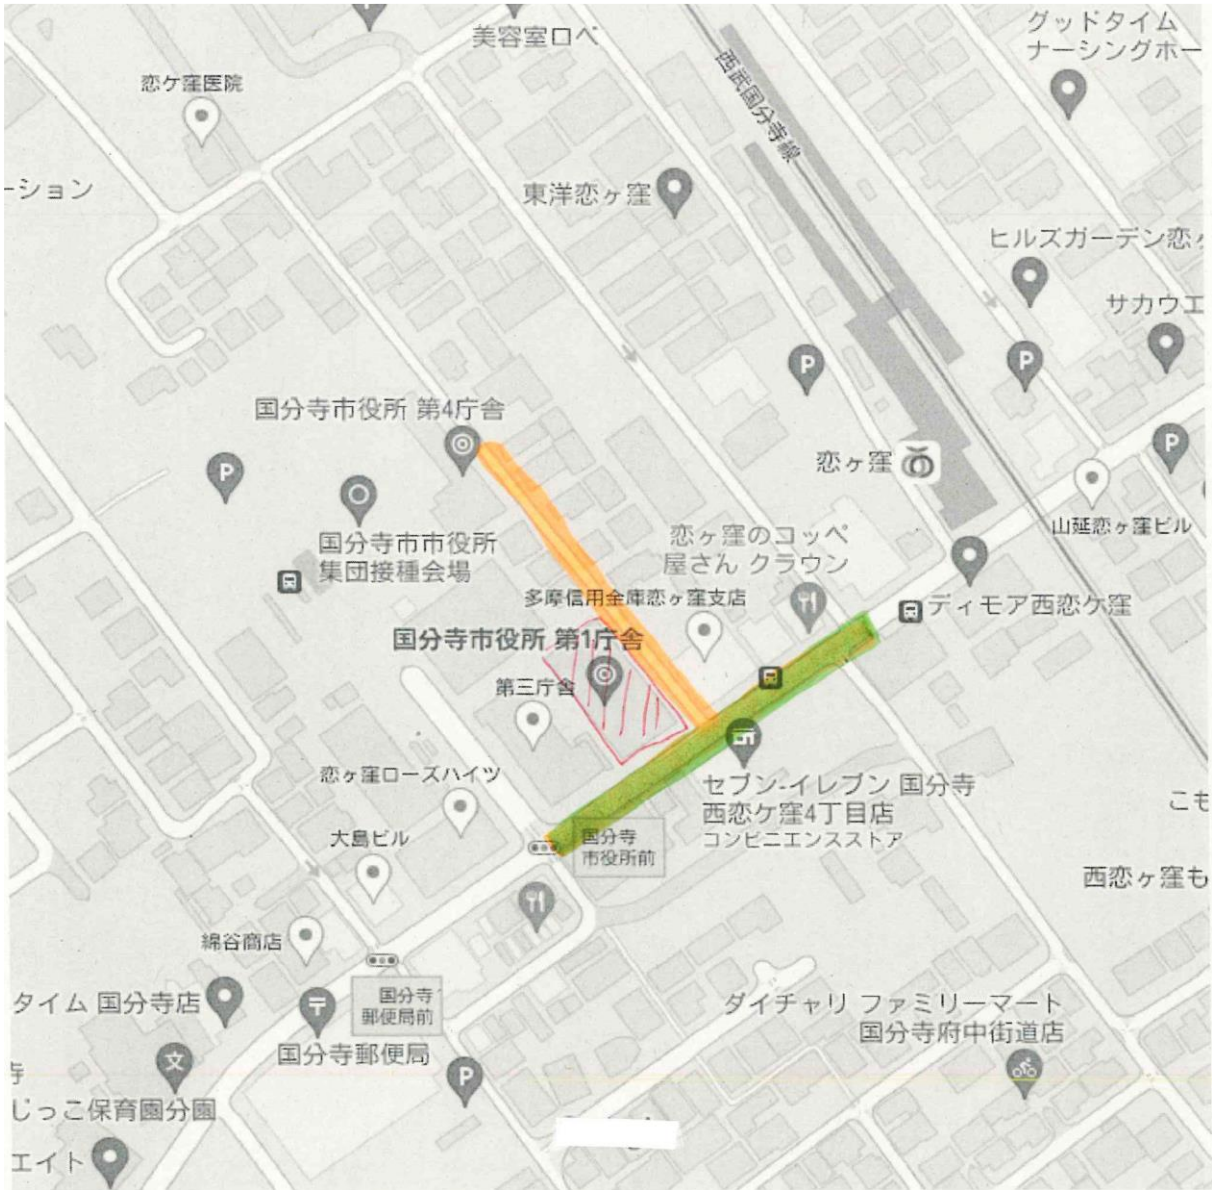 美容室ロペ
グッドタイム
ナーシングホー
恋ケ窪医院
西武国分寺線
ーション
東洋恋ヶ窪
ヒルズガーデン恋ヶ
サカウエ
P
P
国分寺市役所 第4庁舎
P
P
恋ヶ窪
国分寺市市役所
集団接種会場
恋ヶ窪のコッペ
屋さん クラウン
山延恋ヶ窪ビル
多摩信用金庫恋ヶ窪支店
ディモア西恋ケ窪
国分寺市役所 第1庁舎
第三庁舎
恋ヶ窪ローズハイツ
セブン-イレブン 国分寺
西恋ケ窪4丁目店
コンビニエンスストア
こも
大島ビル
国分寺
市役所前
西恋ヶ窪も
綿谷商店
タイム 国分寺店
国分寺
郵便局前
ダイチャリ ファミリーマート
国分寺府中街道店
国分寺郵便局
P
文
寺
じっこ保育園分園
エイト